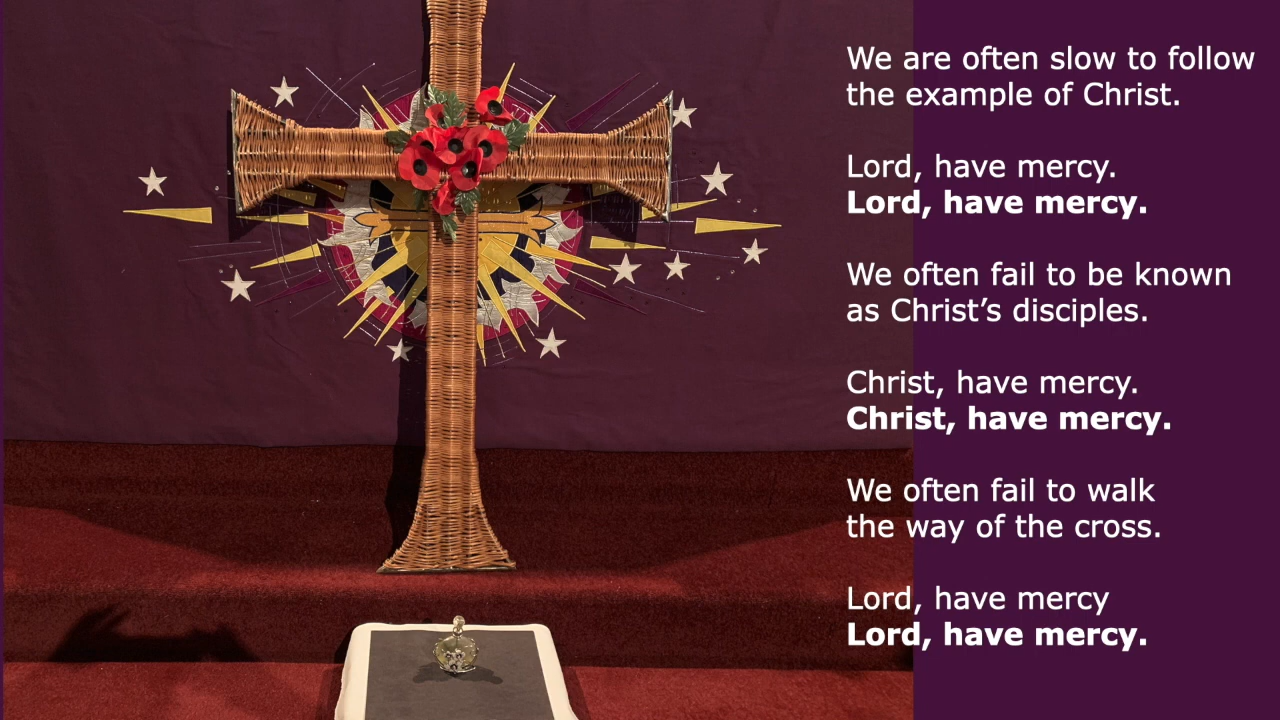 We are often slow to follow
the example of Christ.
Lord, have mercy.
Lord, have mercy.
We often fail to be known
as Christ’s disciples.
Christ, have mercy.
Christ, have mercy.
We often fail to walk
the way of the cross.
Lord, have mercy
Lord, have mercy.